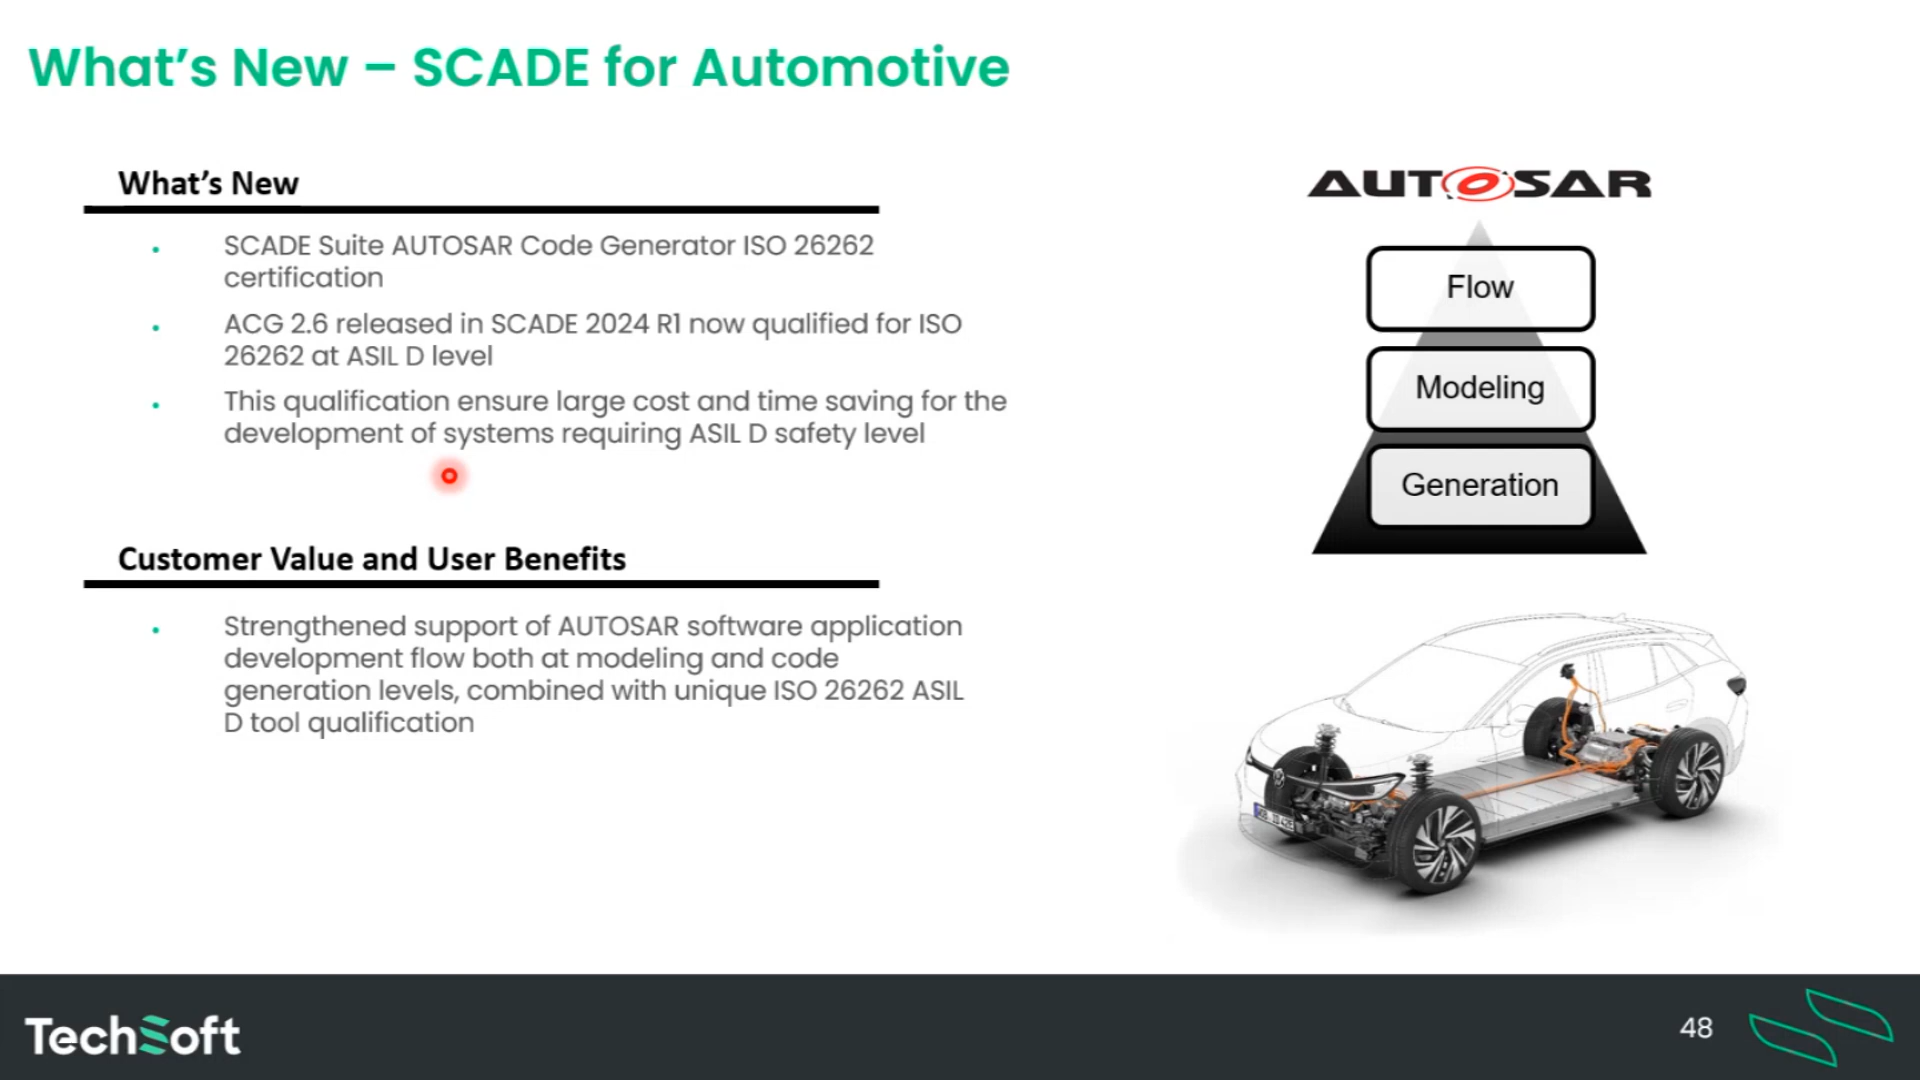 What’s New – SCADE for Automotive
What’s New
SCADE Suite AUTOSAR Code Generator ISO 26262
certification
ACG 2.6 released in SCADE 2024 R1 now qualified for ISO
26262 at ASIL D level
This qualification ensure large cost and time saving for the
development of systems requiring ASIL D safety level
Customer Value and User Benefits
Strengthened support of AUTOSAR software application
development flow both at modeling and code
generation levels, combined with unique ISO 26262 ASIL
D tool qualification
AUTOSAR
Flow
Modeling
Generation
TechSoft
48